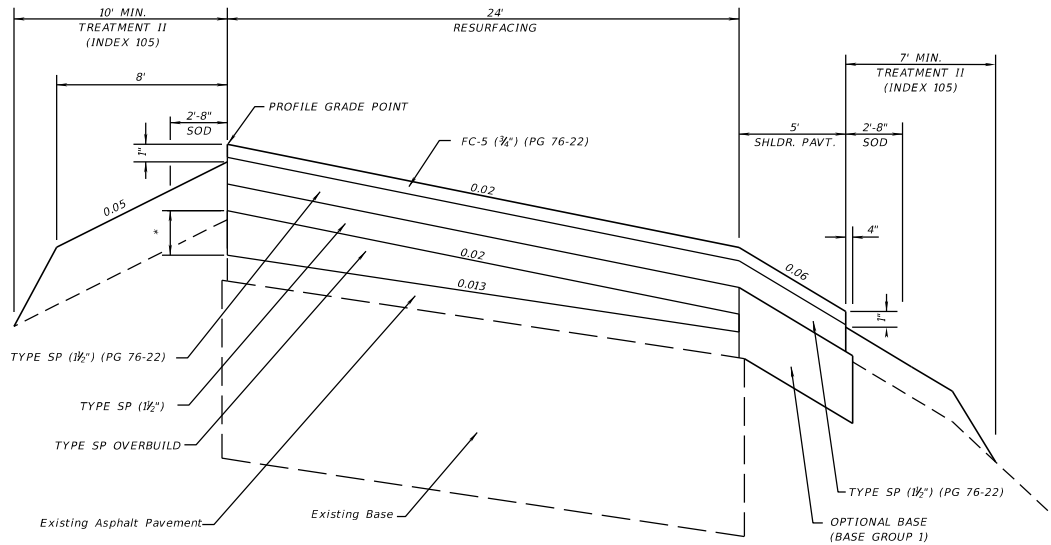 10' MIN.
TREATMENT II
(INDEX 105)
24'
RESURFACING
7' MIN.
TREATMENT II
(INDEX 105)
8'
2'-8"
SOD
PROFILE GRADE POINT
FC-5 (¾") (PG 76-22)
5'
SHLDR. PAVT.
2'-8"
SOD
1"
0.02
0.05
*
4"
0.06
0.02
0.013
1"
TYPE SP (1½") (PG 76-22)
TYPE SP (1½")
TYPE SP OVERBUILD
Existing Asphalt Pavement
Existing Base
TYPE SP (1½") (PG 76-22)
OPTIONAL BASE
(BASE GROUP 1)